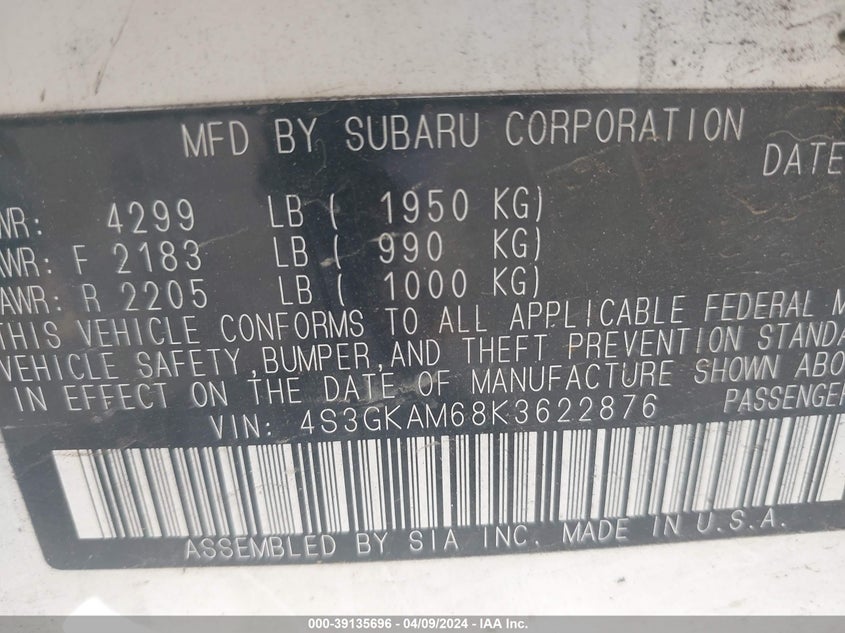 MFD BY SUBARU CORPORATION
DATE
WR: 4299 LB ( 1950 KG)
AWR: F 2183 LB ( 990 KG)
AWR: R 2205 LB ( 1000 KG)
THIS VEHICLE CONFORMS TO ALL APPLICABLE FEDERAL M
VEHICLE SAFETY,BUMPER,AND THEFT PREVENTION STANDA
IN EFFECT ON THE DATE OF MANUFACTURE SHOWN ABO
VIN: 4S3GKAM68K3622876 PASSENGER
ASSEMBLED BY SIA INC. MADE IN U.S.A.
000-39135696 - 04/09/2024 - IAA Inc.